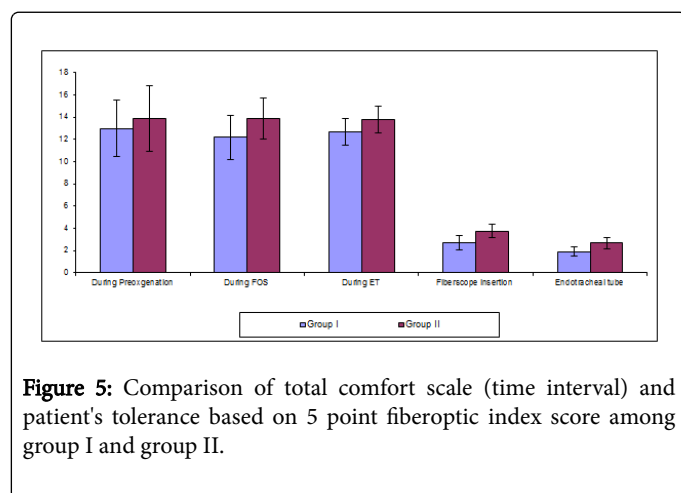 18
16
14
12
10
8
6
4
2
0
During Preoxgenation During FOS During ET Fiberscope Insertion Endotracheal tube
Group I Group II
Figure 5: Comparison of total comfort scale (time interval) and
patient's tolerance based on 5 point fiberoptic index score among
group I and group II.